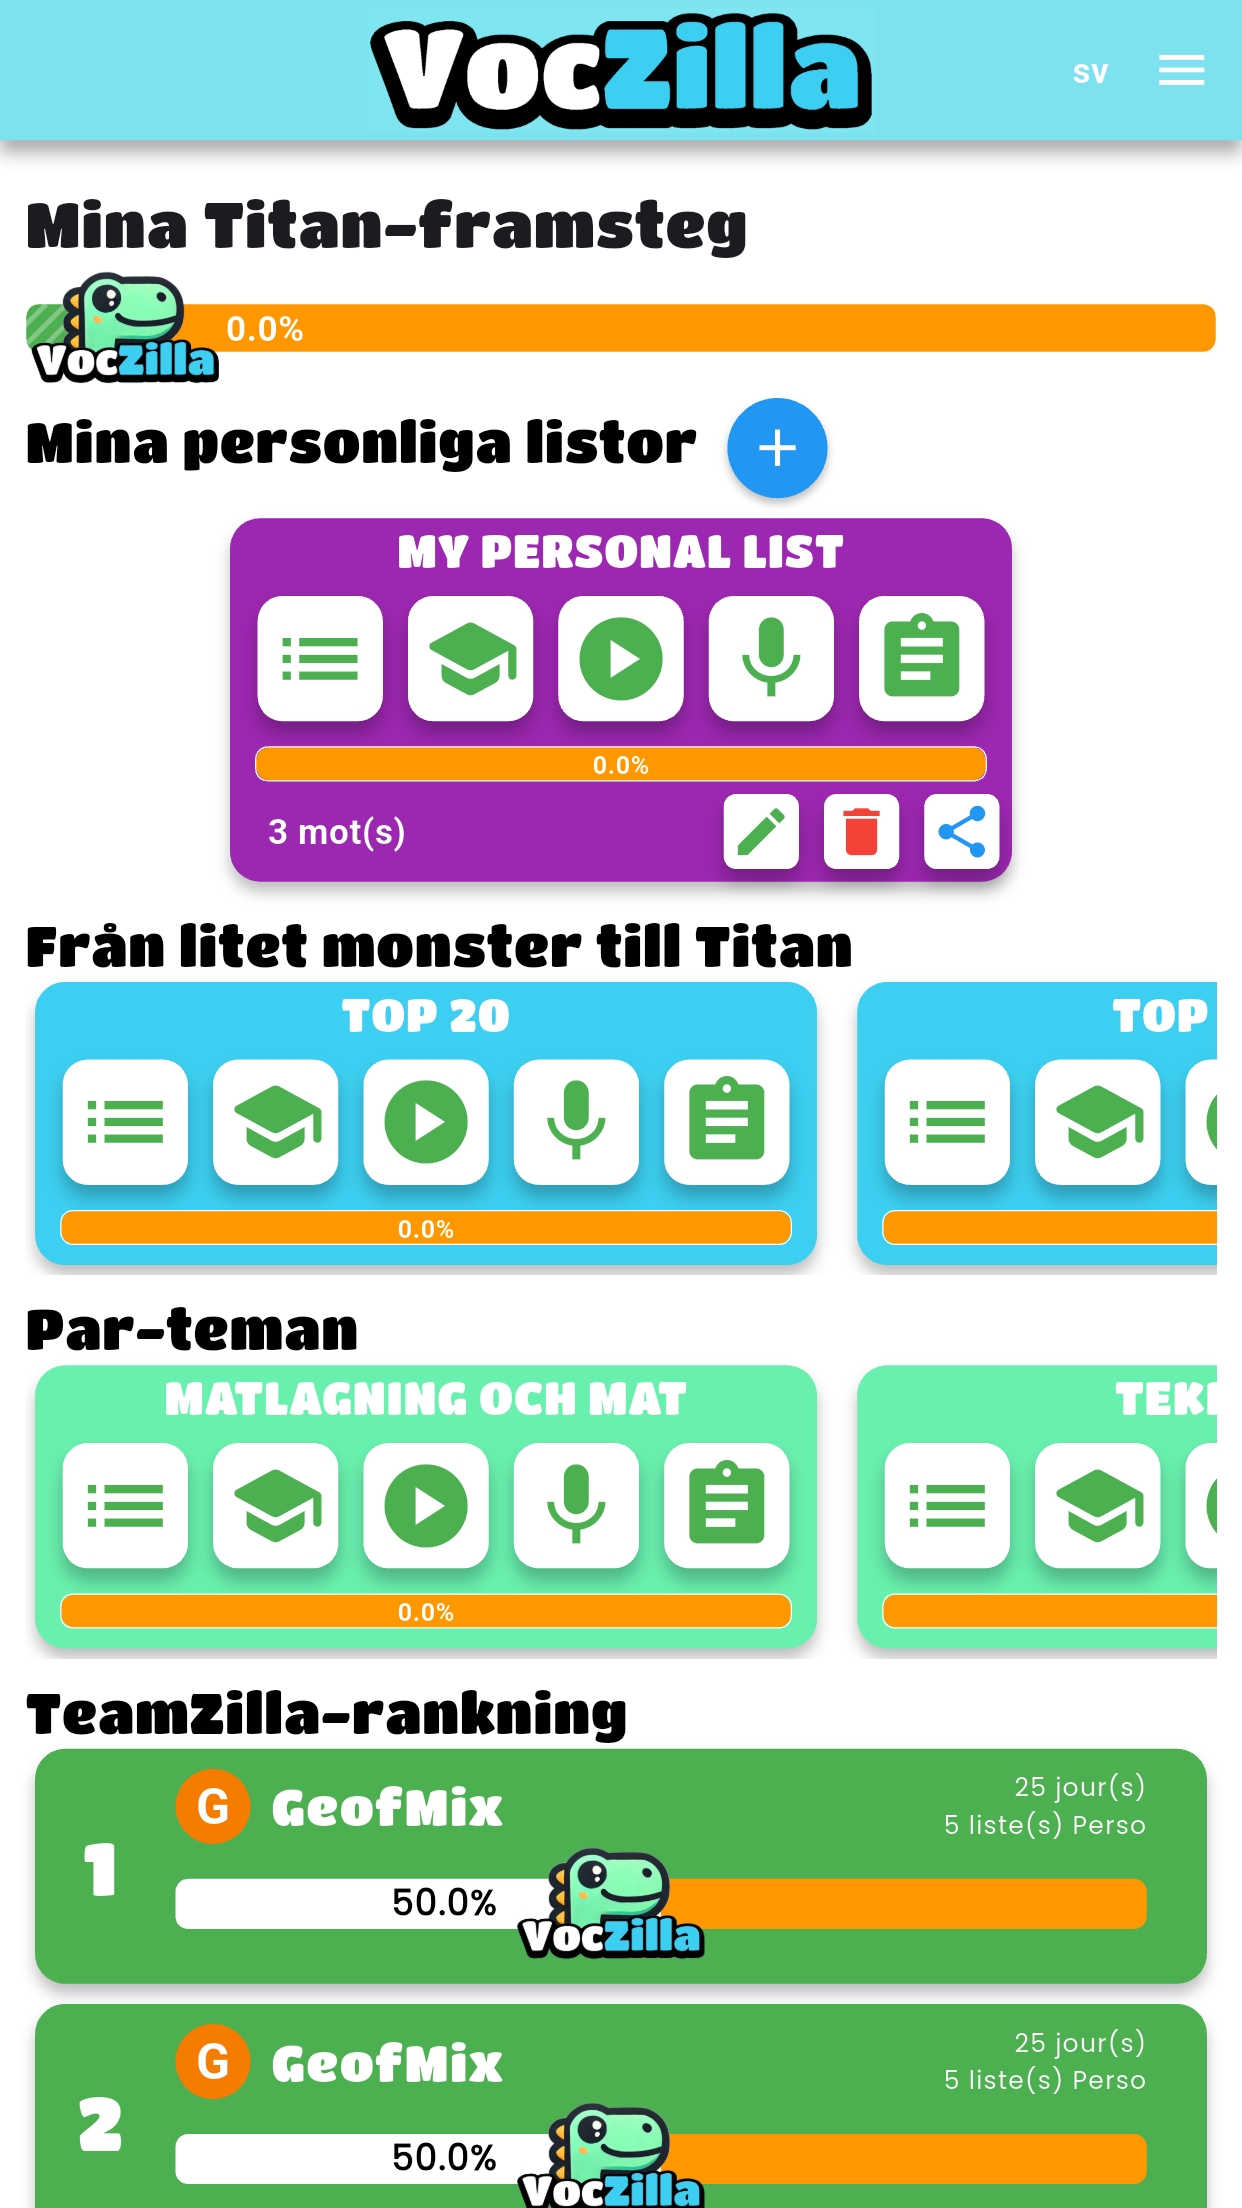 VocZilla
sv
Mina Titan-framsteg
0.0%
VocZilla
Mina personliga listor
MY PERSONAL LIST
0.0%
3 mot(s)
Från litet monster till Titan
TOP 20
TOP
0.0%
Par-teman
MATLAGNING OCH MAT
0.0%
TeamZilla-rankning
1
G
GeofMix
25 jour(s)
5 liste(s) Perso
50.0%
VocZilla
2
G
GeofMix
25 jour(s)
5 liste(s) Perso
50.0%
VocZilla